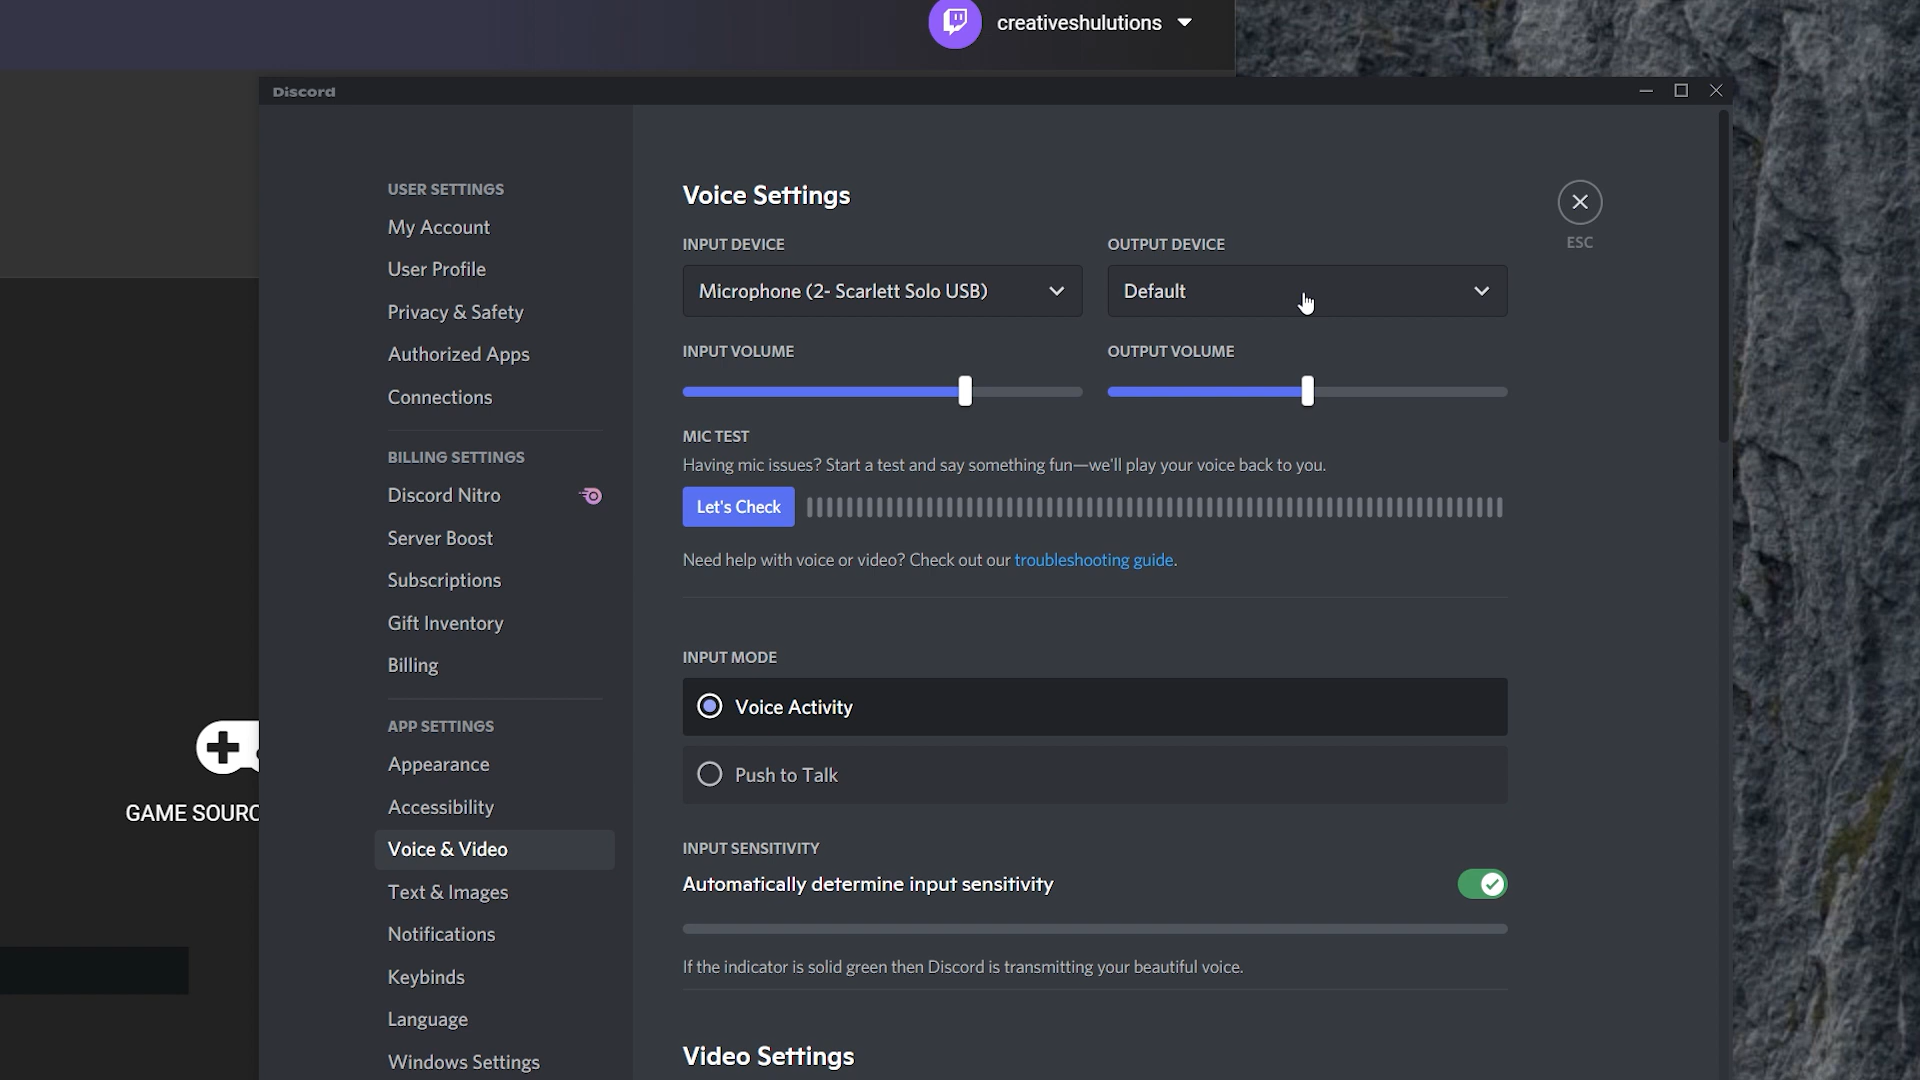 creativeshulutions
Discord
USER SETTINGS
My Account
User Profile
Privacy & Safety
Authorized Apps
Connections
BILLING SETTINGS
Discord Nitro
Server Boost
Subscriptions
Gift Inventory
Billing
APP SETTINGS
Appearance
Accessibility
Voice & Video
Text & Images
Notifications
Keybinds
Language
Windows Settings
Voice Settings
ESC
INPUT DEVICE
OUTPUT DEVICE
Microphone (2- Scarlett Solo USB)
Default
INPUT VOLUME
OUTPUT VOLUME
MIC TEST
Having mic issues? Start a test and say something fun—we'll play your voice back to you.
Let's Check
Need help with voice or video? Check out our troubleshooting guide.
INPUT MODE
Voice Activity
Push to Talk
INPUT SENSITIVITY
Automatically determine input sensitivity
If the indicator is solid green then Discord is transmitting your beautiful voice.
Video Settings
GAME SOURC